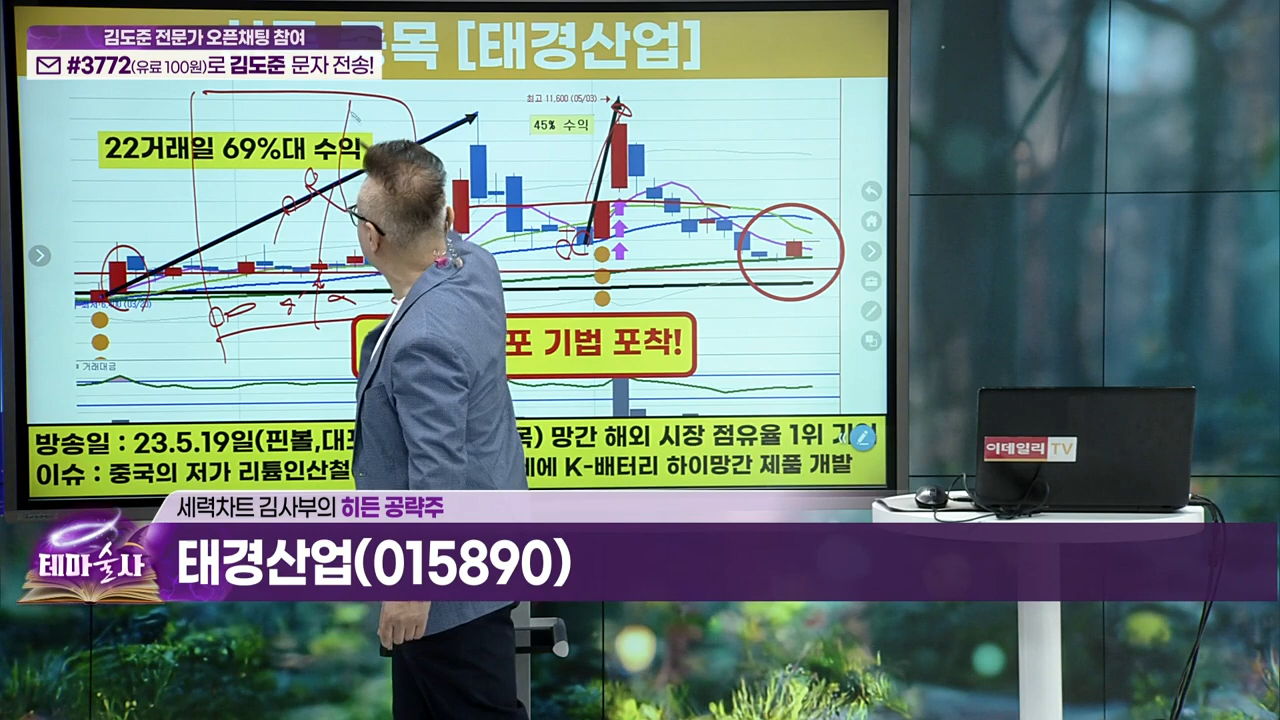 김도준 전문가 오픈채팅 참여
#3772(유료 100원)로 김도준 문자 전송!
종목 [태경산업]
최고 11,600 (05/03)
45% 수익
22거래일 69%대 수익
포 기법 포착!
거래대금
방송일 : 23.5.19일(핀볼,대포 목) 망간 해외 시장 점유율 1위
이슈 : 중국의 저가 리튬인산철 에 K-배터리 하이망간 제품 개발
이데일리 TV
세력차트 김사부의 히든 공략주
테마술사
태경산업(015890)